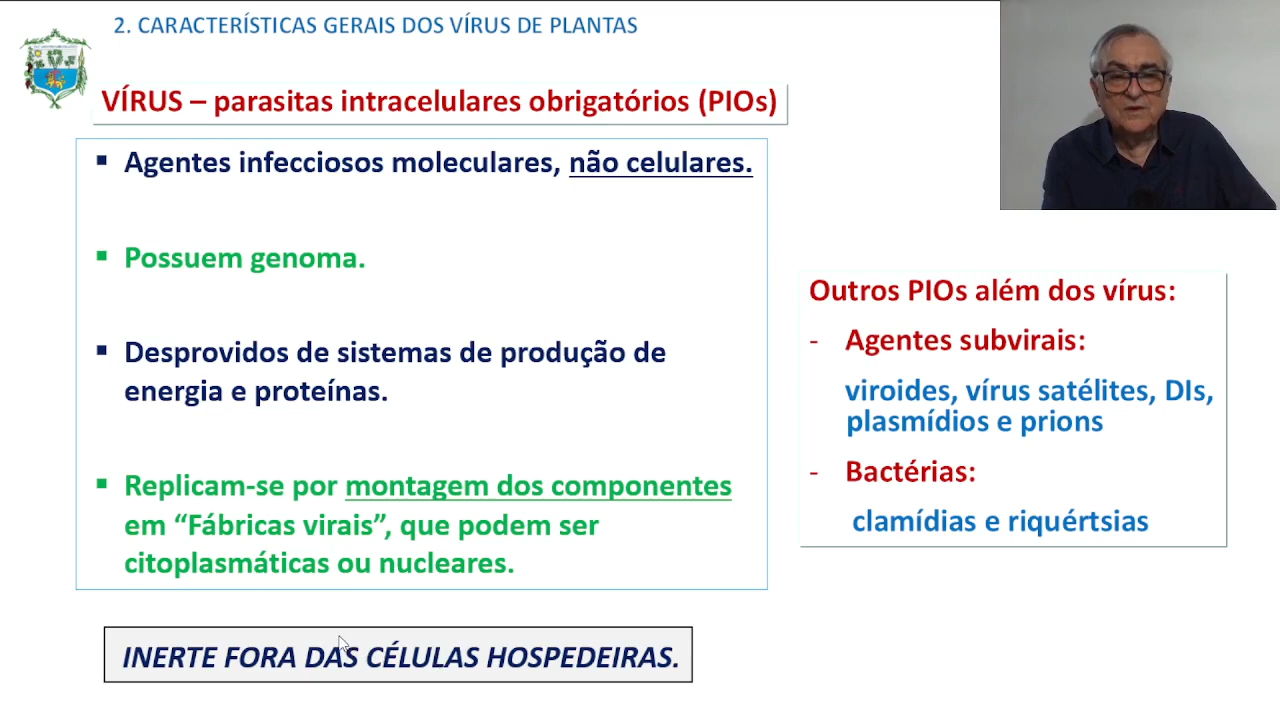 2. CARACTERÍSTICAS GERAIS DOS VÍRUS DE PLANTAS
VÍRUS – parasitas intracelulares obrigatórios (PIOs)
▪ Agentes infecciosos moleculares, não celulares.
▪ Possuem genoma.
▪ Desprovidos de sistemas de produção de
energia e proteínas.
▪ Replicam-se por montagem dos componentes
em “Fábricas virais”, que podem ser
citoplasmáticas ou nucleares.
INERTE FORA DAS CÉLULAS HOSPEDEIRAS.
Outros PIOs além dos vírus:
- Agentes subvirais:
viroides, vírus satélites, DIs,
plasmídios e prions
- Bactérias:
clamídias e riquértsias